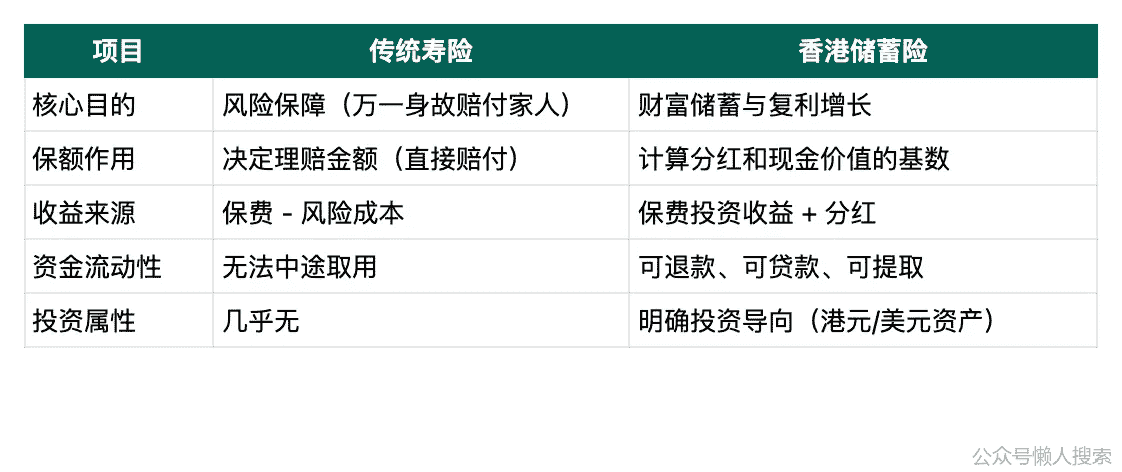 项目 传统寿险 香港储蓄险
核心目的 风险保障（万一身故赔付家人） 财富储蓄与复利增长
保额作用 决定理赔金额（直接赔付） 计算分红和现金价值的基数
收益来源 保费 - 风险成本 保费投资收益 + 分红
资金流动性 无法中途取用 可退款、可贷款、可提取
投资属性 几乎无 明确投资导向（港元/美元资产）
公众号懒人搜索